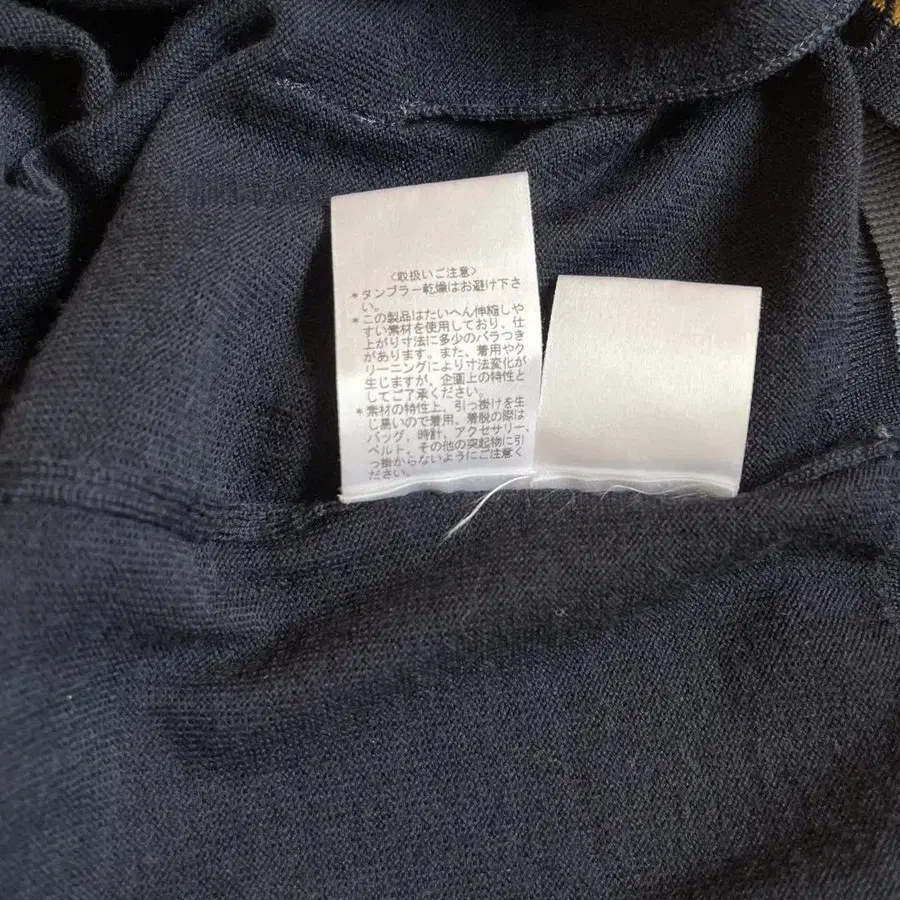 〈取扱いご注意〉
*タンブラー乾燥はお避け下さ
い。
*この製品はたいへん伸縮しや
すい素材を使用しており、仕
上がり寸法に多少のバラつき
があります。また、着用やク
リーニングにより寸法変化が
生じますが、企画上の特性と
してご了承ください。
*素材の特性上、引っ掛けを生
じ易いので着用、着脱の際は
バッグ、時計、アクセサリー、
ベルト、その他の突起物に引
っ掛からないようにご注意く
ださい。